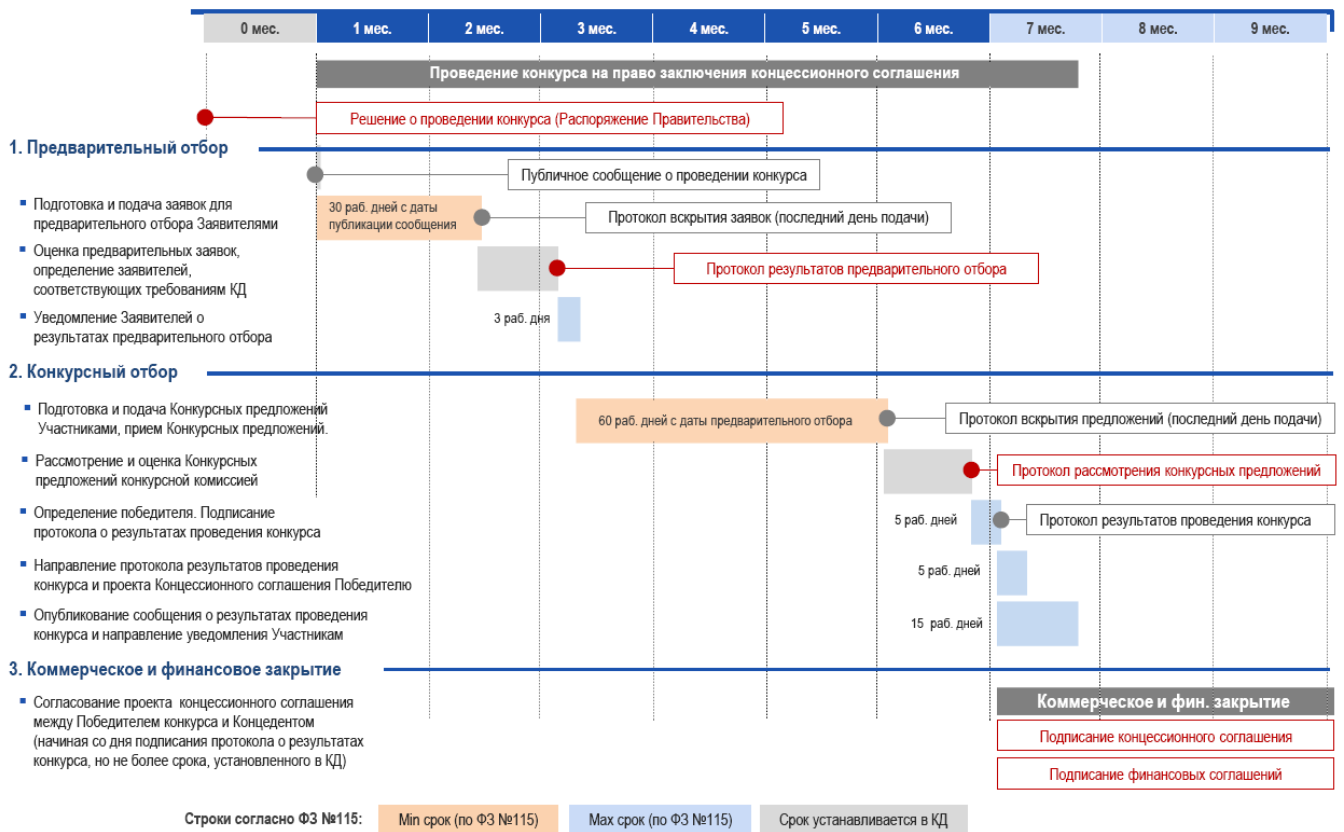 0 мес.
1 мес.
2 мес.
3 мес.
4 мес.
5 мес.
6 мес.
7 мес.
8 мес.
9 мес.
Проведение конкурса на право заключения концессионного соглашения
Решение о проведении конкурса (Распоряжение Правительства)
1. Предварительный отбор
Публичное сообщение о проведении конкурса
Подготовка и подача заявок для
предварительного отбора Заявителями
30 раб. дней с даты
публикации сообщения
Протокол вскрытия заявок (последний день подачи)
Оценка предварительных заявок,
определение заявителей,
соответствующих требованиям КД
Протокол результатов предварительного отбора
Уведомление Заявителей о
результатах предварительного отбора
3 раб. дня
2. Конкурсный отбор
Подготовка и подача Конкурсных предложений
Участниками, прием Конкурсных предложений.
60 раб. дней с даты предварительного отбора
Протокол вскрытия предложений (последний день подачи)
Рассмотрение и оценка Конкурсных
предложений конкурсной комиссией
Протокол рассмотрения конкурсных предложений
Определение победителя. Подписание
протокола о результатах проведения конкурса
5 раб. дней
Протокол результатов проведения конкурса
Направление протокола результатов проведения
конкурса и проекта Концессионного соглашения Победителю
5 раб. дней
Опубликование сообщения о результатах проведения
конкурса и направление уведомления Участникам
15 раб. дней
3. Коммерческое и финансовое закрытие
Согласование проекта концессионного соглашения
между Победителем конкурса и Концедентом
(начиная со дня подписания протокола о результатах
конкурса, но не более срока, установленного в КД)
Коммерческое и фин. закрытие
Подписание концессионного соглашения
Подписание финансовых соглашений
Строки согласно ФЗ №115:
Min срок (по ФЗ №115)
Max срок (по ФЗ №115)
Срок устанавливается в КД